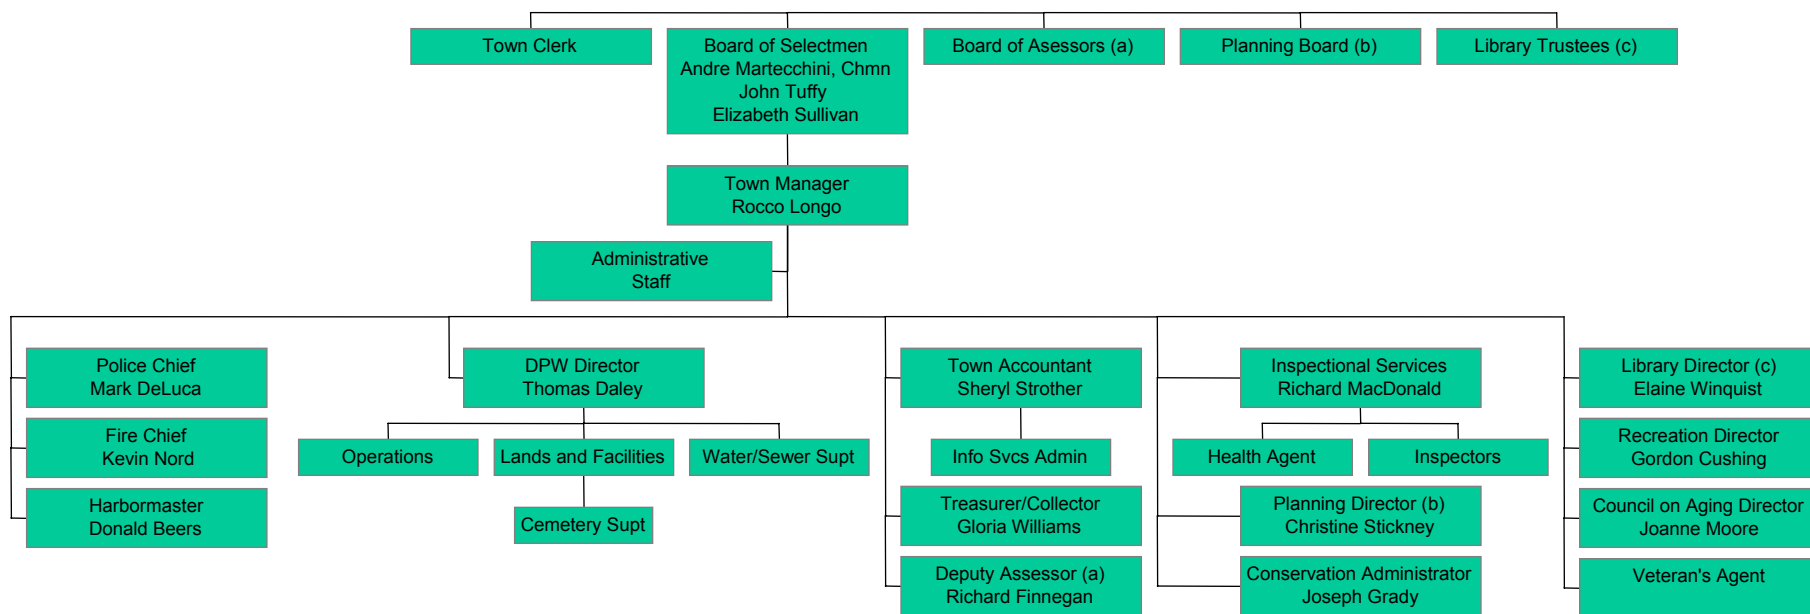 Town Clerk
Board of Selectmen
Andre Martecchini, Chmn
John Tuffy
Elizabeth Sullivan
Board of Asessors (a)
Planning Board (b)
Library Trustees (c)
Town Manager
Rocco Longo
Administrative
Staff
Police Chief
Mark DeLuca
Fire Chief
Kevin Nord
Harbormaster
Donald Beers
DPW Director
Thomas Daley
Operations
Lands and Facilities
Water/Sewer Supt
Cemetery Supt
Town Accountant
Sheryl Strother
Info Svcs Admin
Treasurer/Collector
Gloria Williams
Deputy Assessor (a)
Richard Finnegan
Inspectional Services
Richard MacDonald
Health Agent
Inspectors
Planning Director (b)
Christine Stickney
Conservation Administrator
Joseph Grady
Library Director (c)
Elaine Winquist
Recreation Director
Gordon Cushing
Council on Aging Director
Joanne Moore
Veteran's Agent